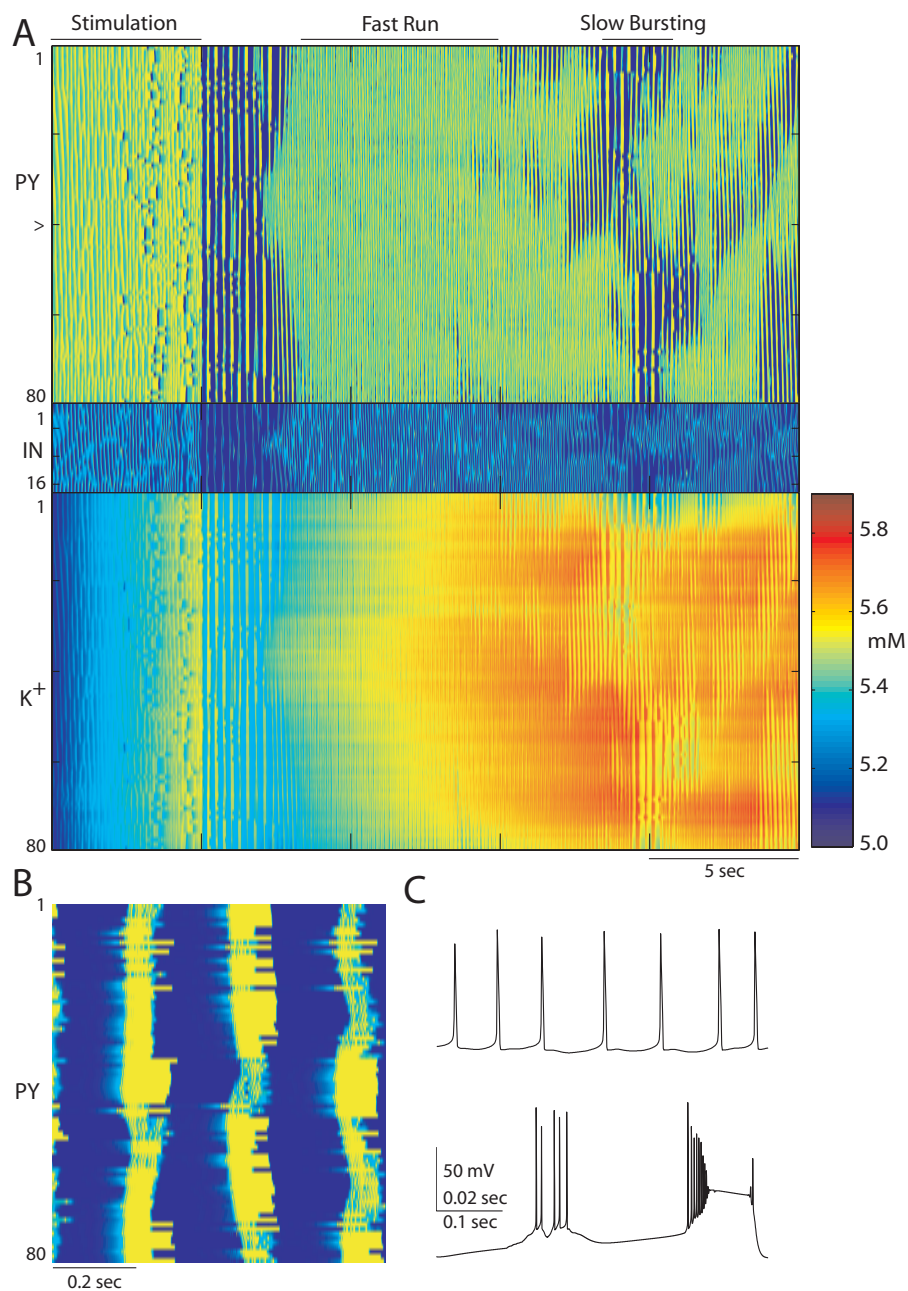 A
Stimulation
Fast Run
Slow Bursting
1
PY
>
80
1
IN
16
1
K+
80
5.8
5.6
mM
5.4
5.2
5.0
5 sec
B
C
1
PY
80
0.2 sec
50 mV
0.02 sec
0.1 sec